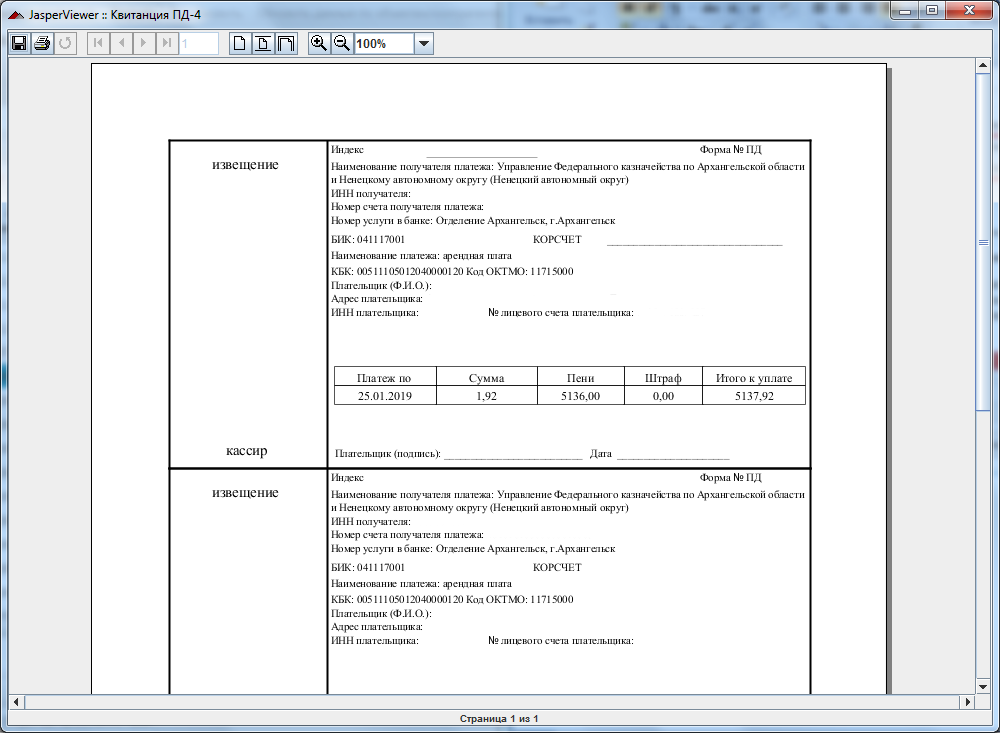 JasperViewer :: Квитанция ПД-4
1
100%
извещение
Индекс
Форма № ПД
Наименование получателя платежа: Управление Федерального казначейства по Архангельской области
и Ненецкому автономному округу (Ненецкий автономный округ)
ИНН получателя:
Номер счета получателя платежа:
Номер услуги в банке: Отделение Архангельск, г.Архангельск
БИК: 041117001 КОРСЧЕТ
Наименование платежа: арендная плата
КБК: 00511105012040000120 Код ОКТМО: 11715000
Плательщик (Ф.И.О.):
Адрес плательщика:
ИНН плательщика: № лицевого счета плательщика:
Платеж по Сумма Пени Штраф Итого к уплате
25.01.2019 1,92 5136,00 0,00 5137,92
кассир
Плательщик (подпись): Дата
извещение
Индекс
Форма № ПД
Наименование получателя платежа: Управление Федерального казначейства по Архангельской области
и Ненецкому автономному округу (Ненецкий автономный округ)
ИНН получателя:
Номер счета получателя платежа:
Номер услуги в банке: Отделение Архангельск, г.Архангельск
БИК: 041117001 КОРСЧЕТ
Наименование платежа: арендная плата
КБК: 00511105012040000120 Код ОКТМО: 11715000
Плательщик (Ф.И.О.):
Адрес плательщика:
ИНН плательщика: № лицевого счета плательщика:
Страница 1 из 1